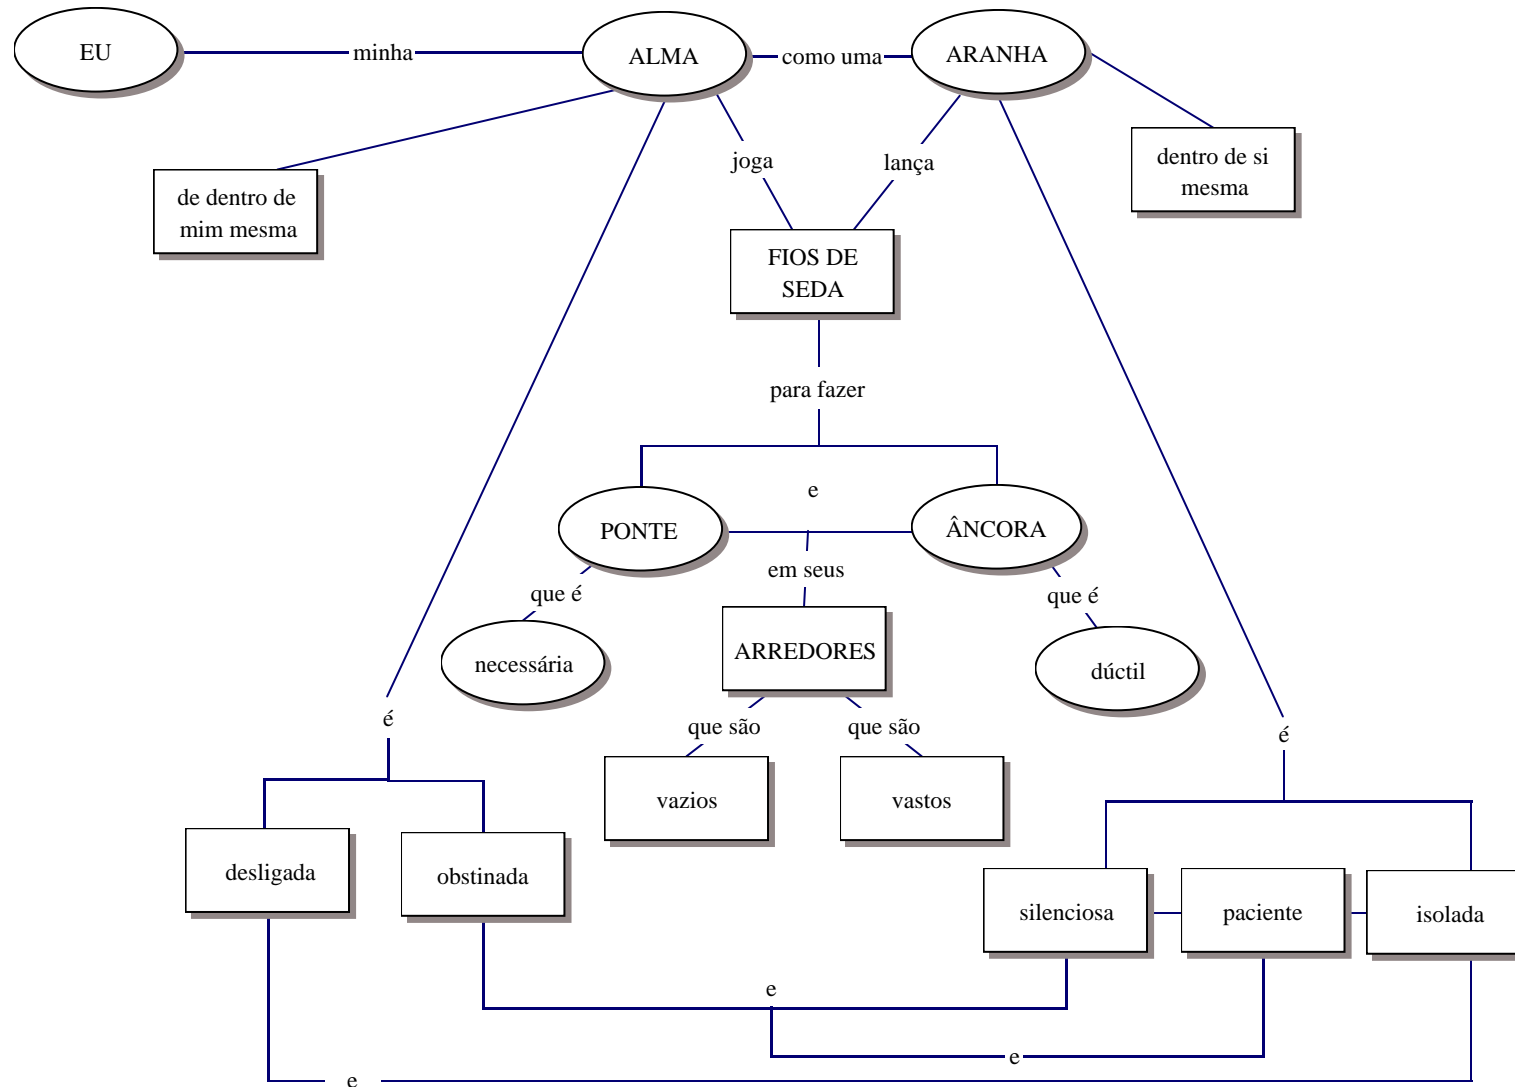 EU
minha
ALMA
como uma
ARANHA
de dentro de
mim mesma
joga
lança
dentro de si
mesma
FIOS DE
SEDA
para fazer
e
PONTE
ÂNCORA
em seus
que é
que é
necessária
ARREDORES
dúctil
é
que são
que são
é
vazios
vastos
desligada
obstinada
silenciosa
paciente
isolada
e
e
e